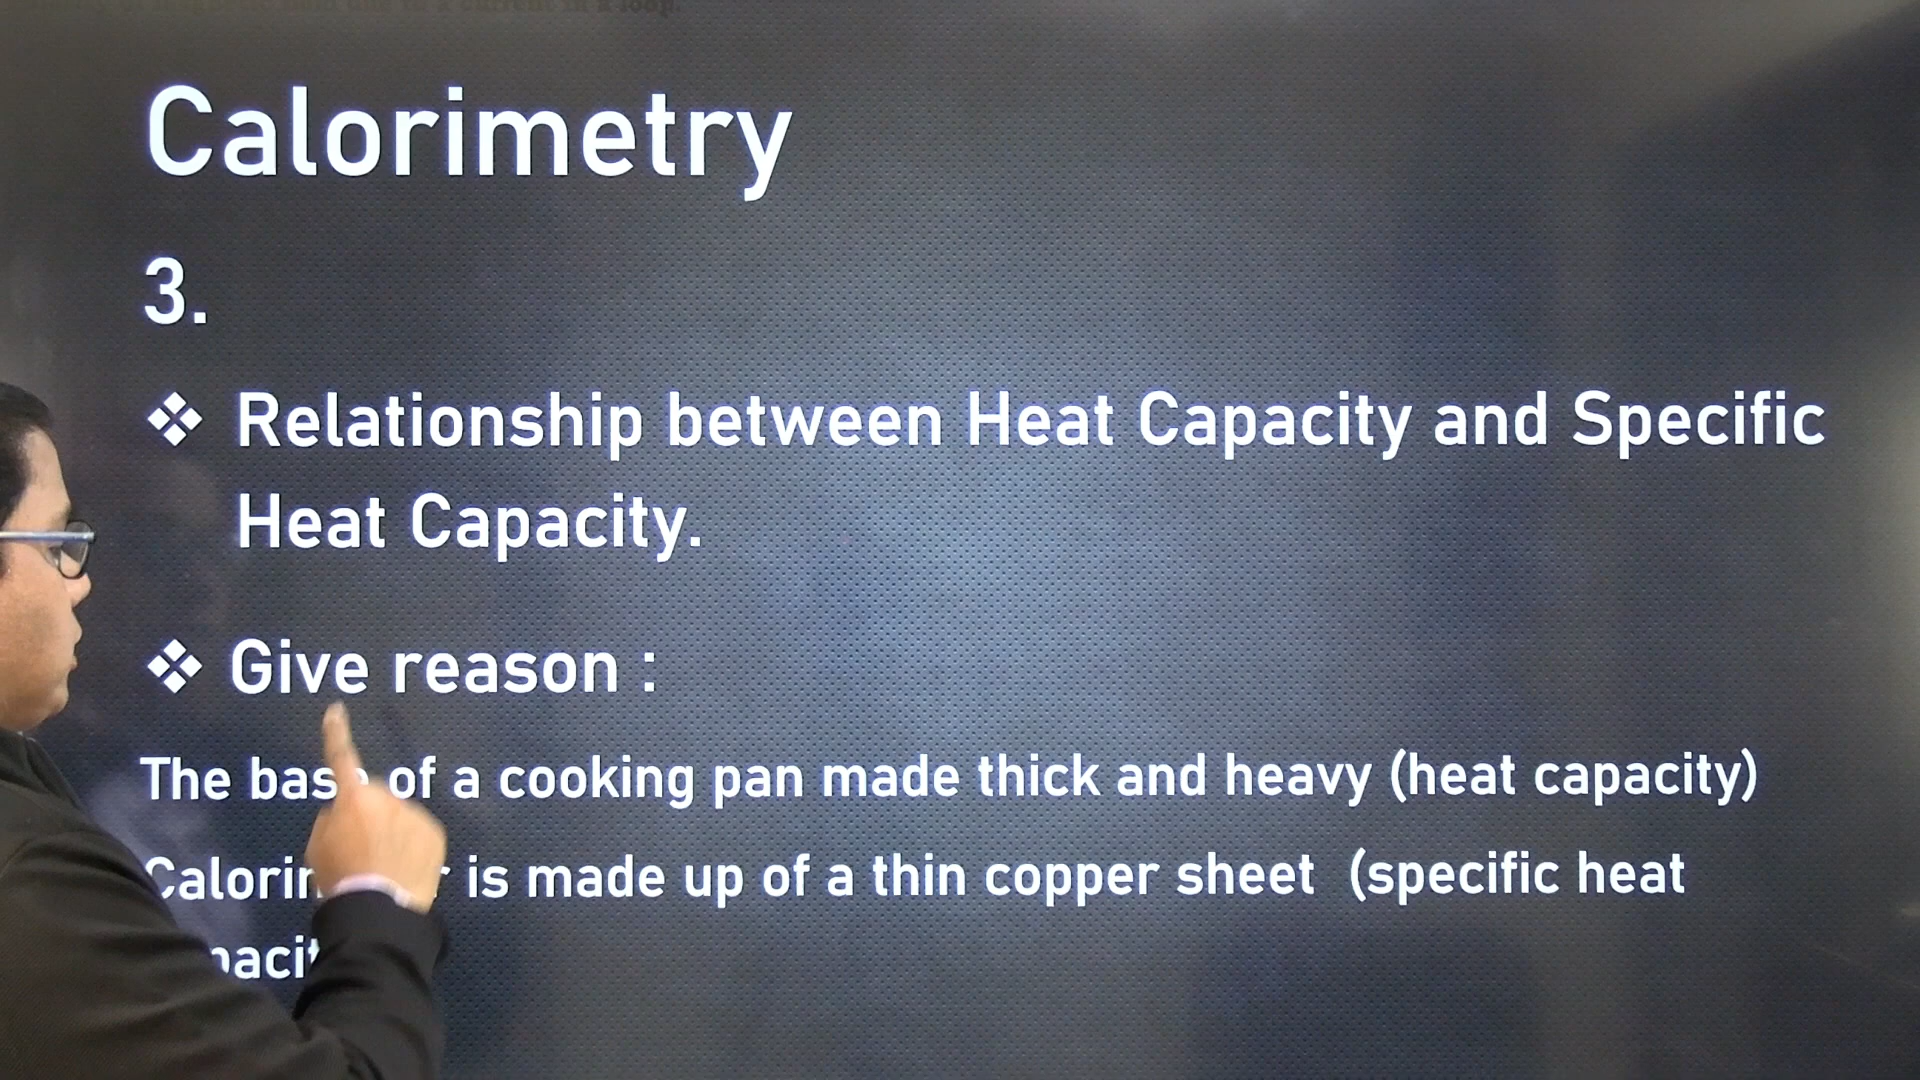 Calorimetry
3.
❖ Relationship between Heat Capacity and Specific
Heat Capacity.
❖ Give reason :
The base of a cooking pan made thick and heavy (heat capacity)
is made up of a thin copper sheet (specific heat